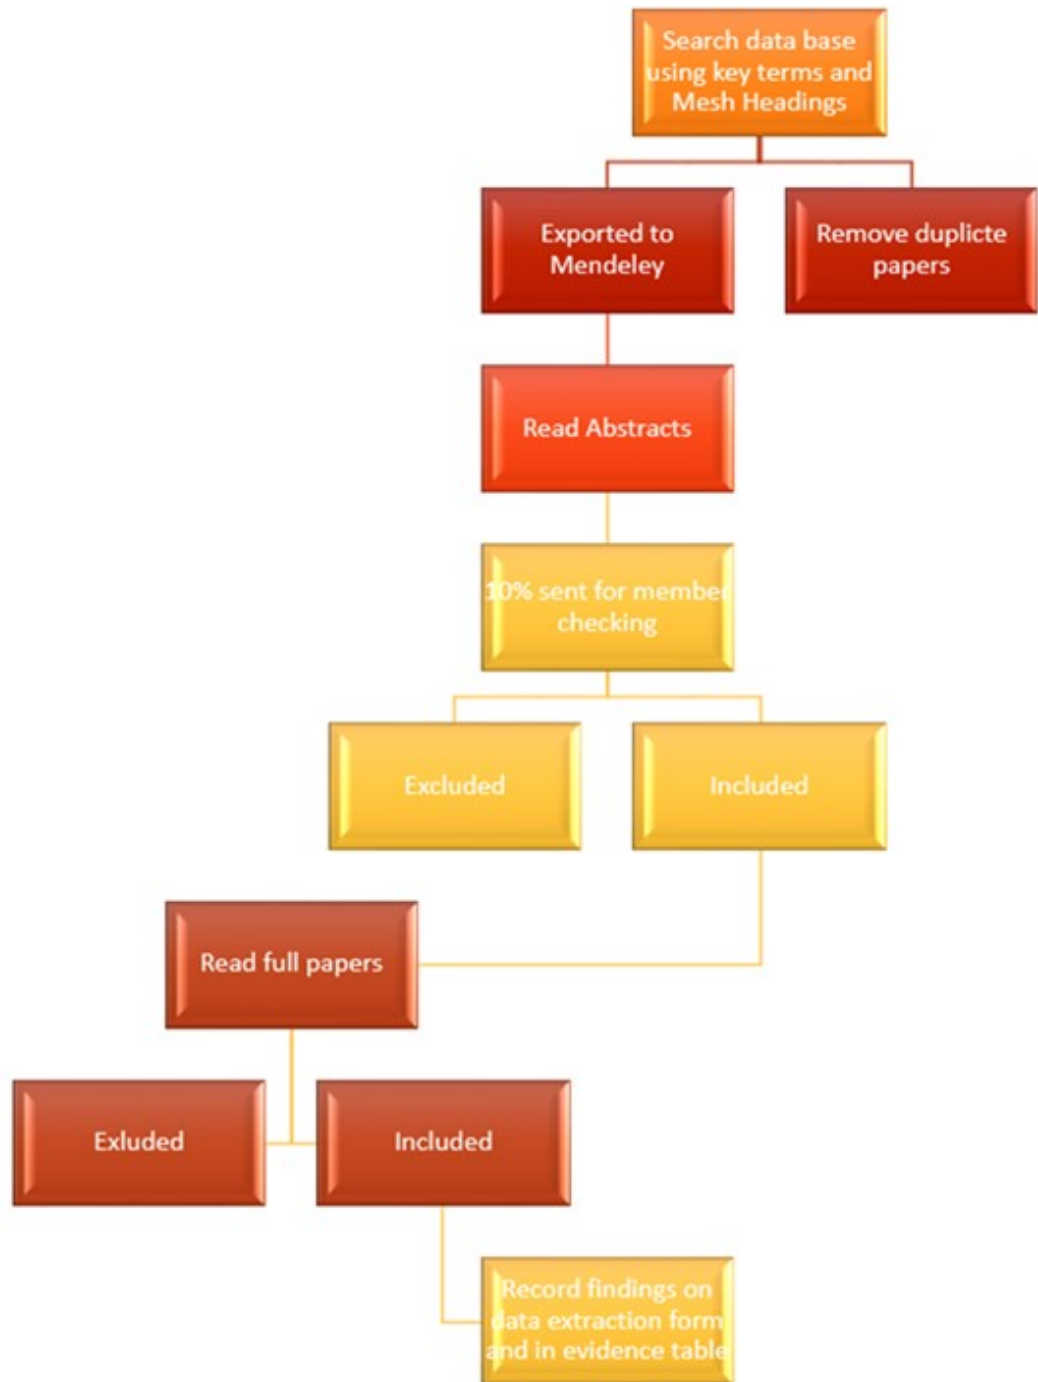 Search data base
using key terms and
Mesh Headings
Exported to
Mendeley
Remove duplicte
papers
Read Abstracts
10% sent for member
checking
Excluded
Included
Read full papers
Exluded
Included
Record findings on
data extraction form
and in evidence table